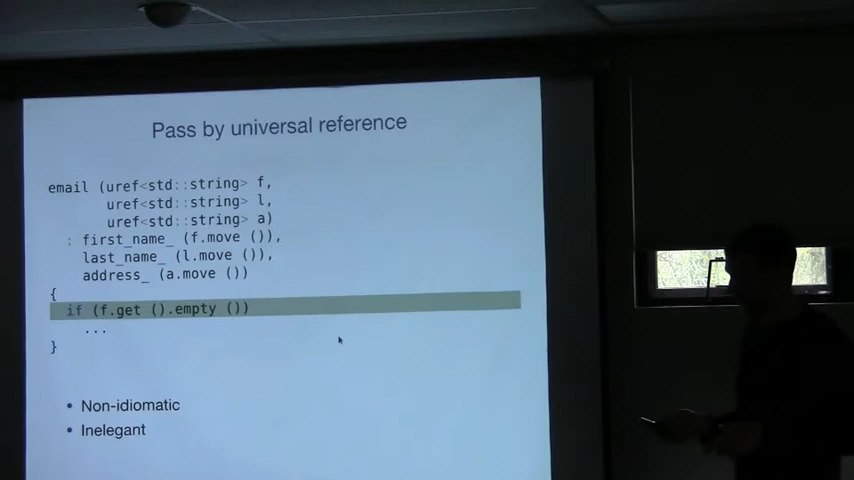 Pass by universal reference
email (uref<std::string> f,
uref<std::string> l,
uref<std::string> a)
: first_name_ (f.move ()),
last_name_ (l.move ()),
address_ (a.move ())
{
if (f.get ().empty ())
...
}
• Non-idiomatic
• Inelegant